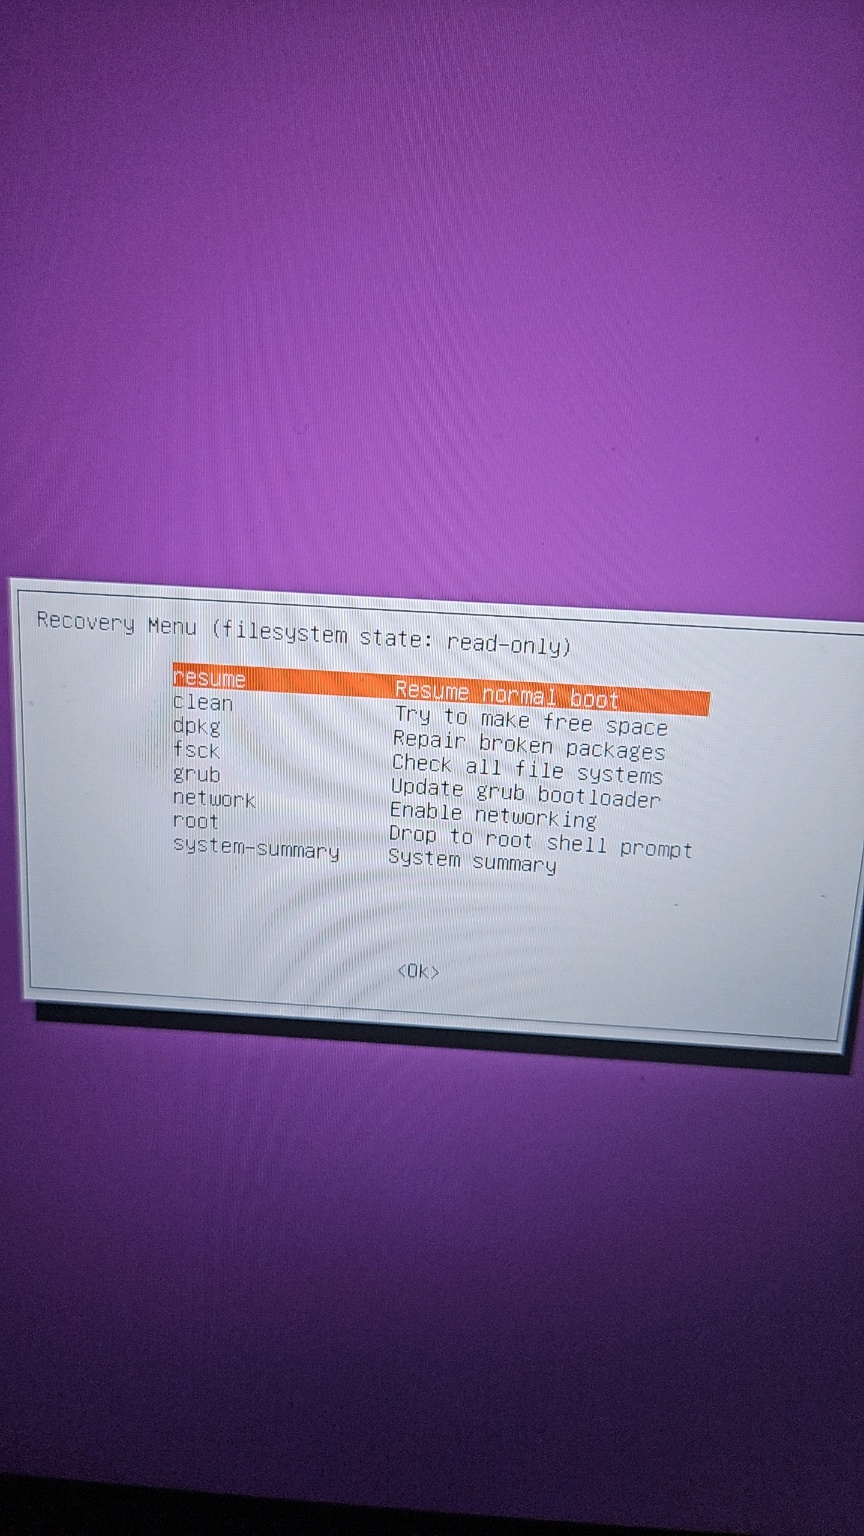 Recovery Menu (filesystem state: read-only)
resume Resume normal boot
clean Try to make free space
dpkg Repair broken packages
fsck Check all file systems
grub Update grub bootloader
network Enable networking
root Drop to root shell prompt
system-summary System summary
<Ok>